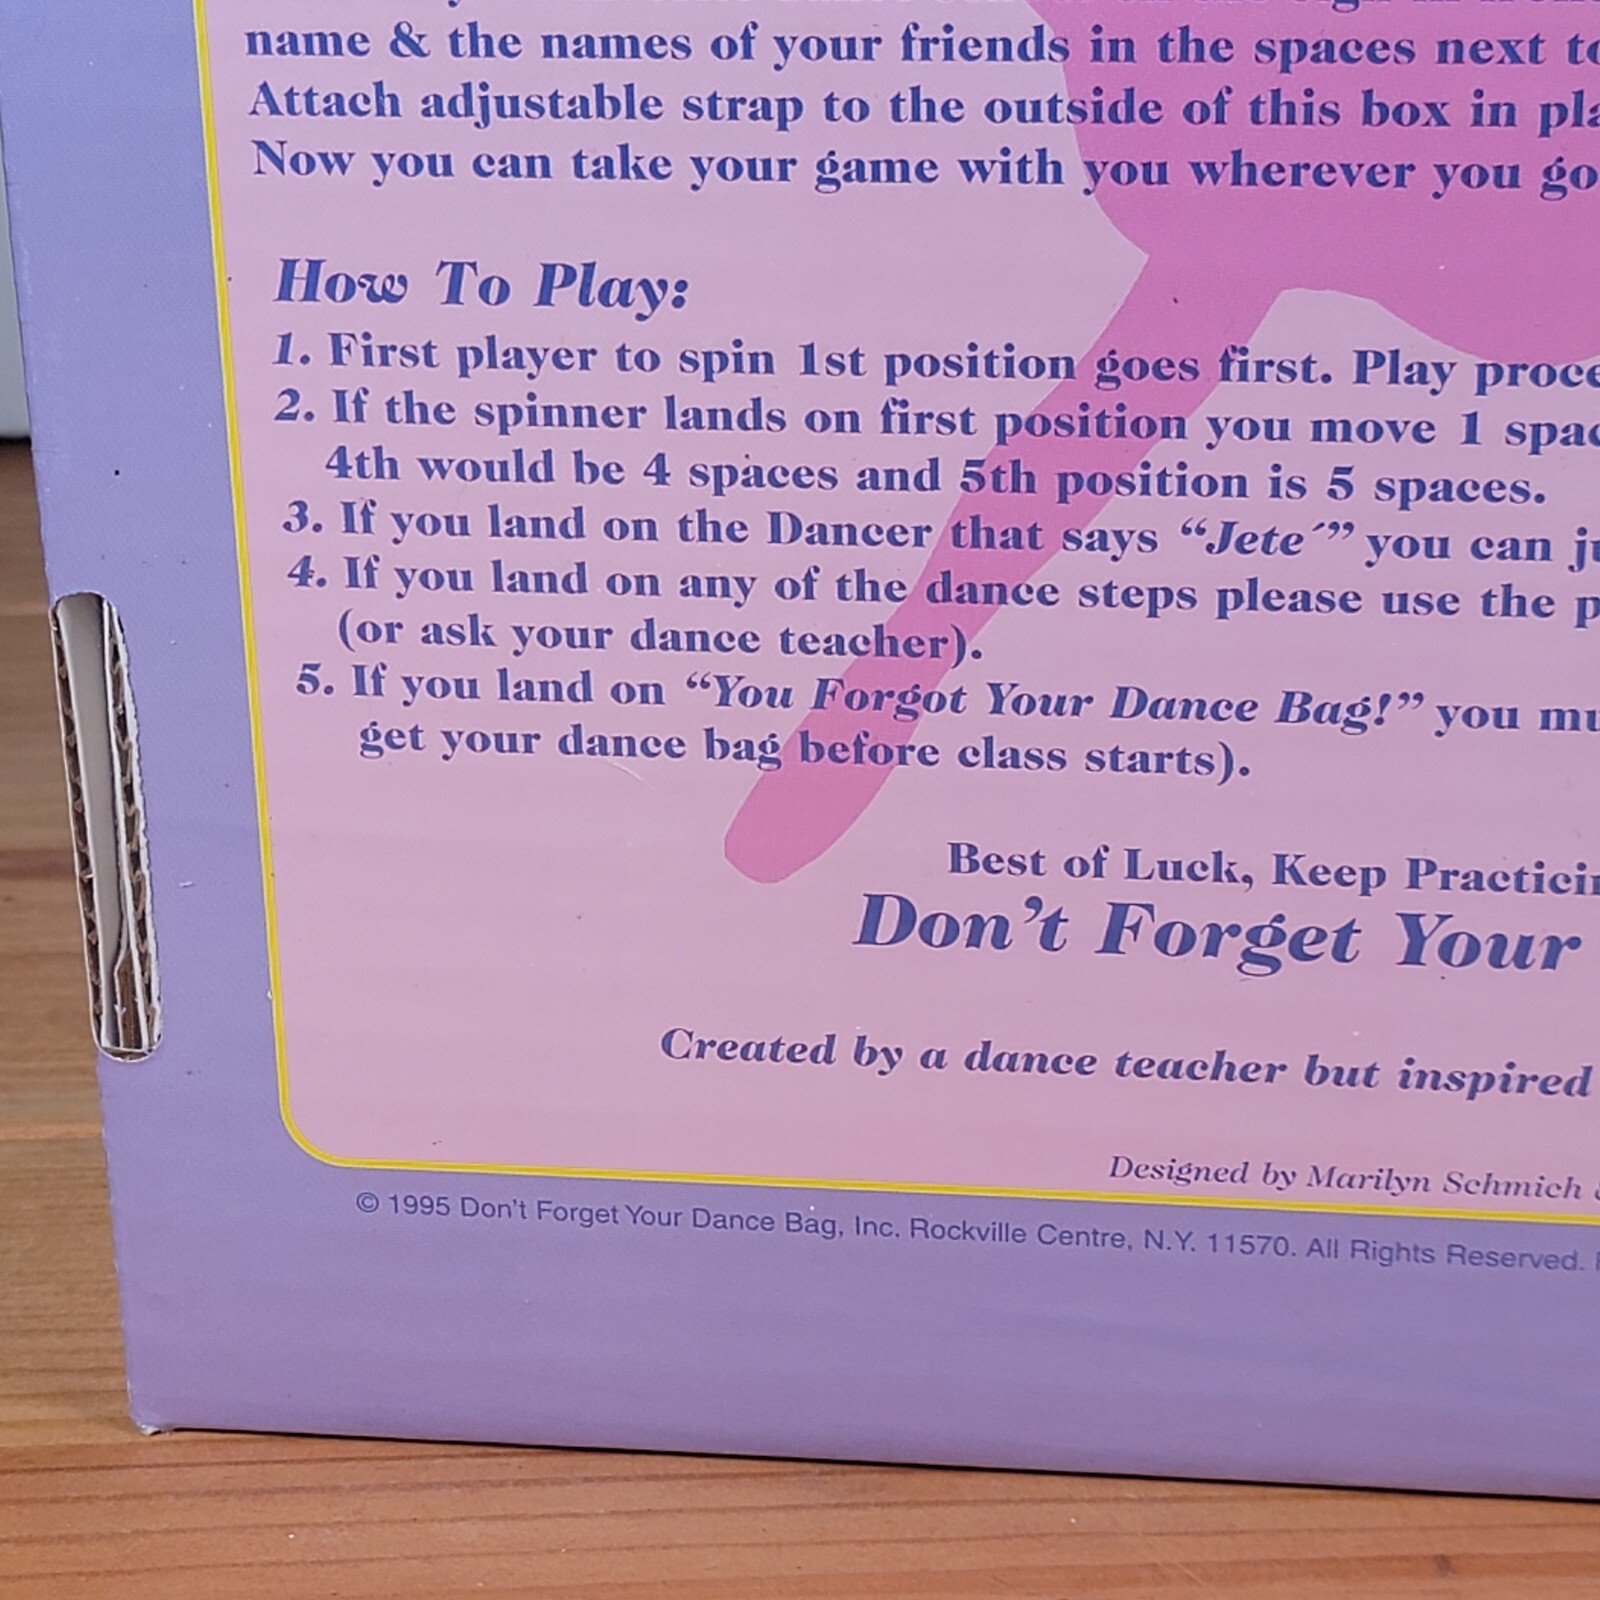 name & the names of your friends in the spaces next
Attach adjustable strap to the outside of this box in
Now you can take your game with you wherever you go
How To Play:
1. First player to spin 1st position goes first. Play
2. If the spinner lands on first position you move 1
4th would be 4 spaces and 5th position is 5 spaces.
3. If you land on the Dancer that says “Jete´” you can
4. If you land on any of the dance steps please use the
(or ask your dance teacher).
5. If you land on “You Forgot Your Dance Bag!” you
get your dance bag before class starts).
Best of Luck, Keep
Don’t Forget Your
Created by a dance teacher but inspired
Designed by Marilyn Schmich
© 1995 Don't Forget Your Dance Bag, Inc. Rockville Centre, N.Y. 11570. All Rights Reserved.